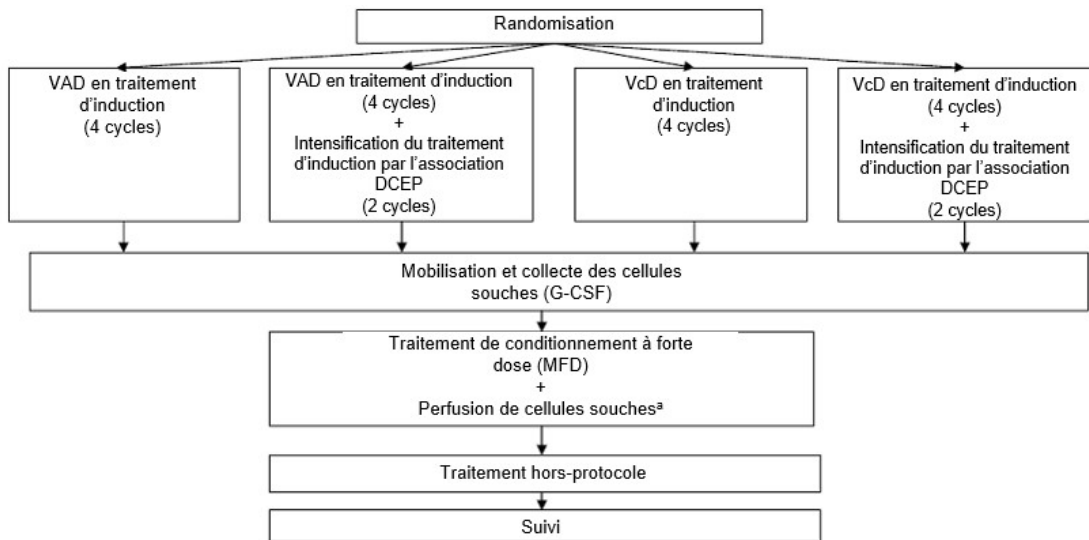 Randomisation
VAD en traitement
d’induction
(4 cycles)
VAD en traitement d’induction
(4 cycles)
+
Intensification du traitement
d’induction par l’association
DCEP
(2 cycles)
VcD en traitement
d’induction
(4 cycles)
VcD en traitement d’induction
(4 cycles)
+
Intensification du traitement
d’induction par l’association
DCEP
(2 cycles)
Mobilisation et collecte des cellules
souches (G-CSF)
Traitement de conditionnement à forte
dose (MFD)
+
Perfusion de cellules souchesª
Traitement hors-protocole
Suivi